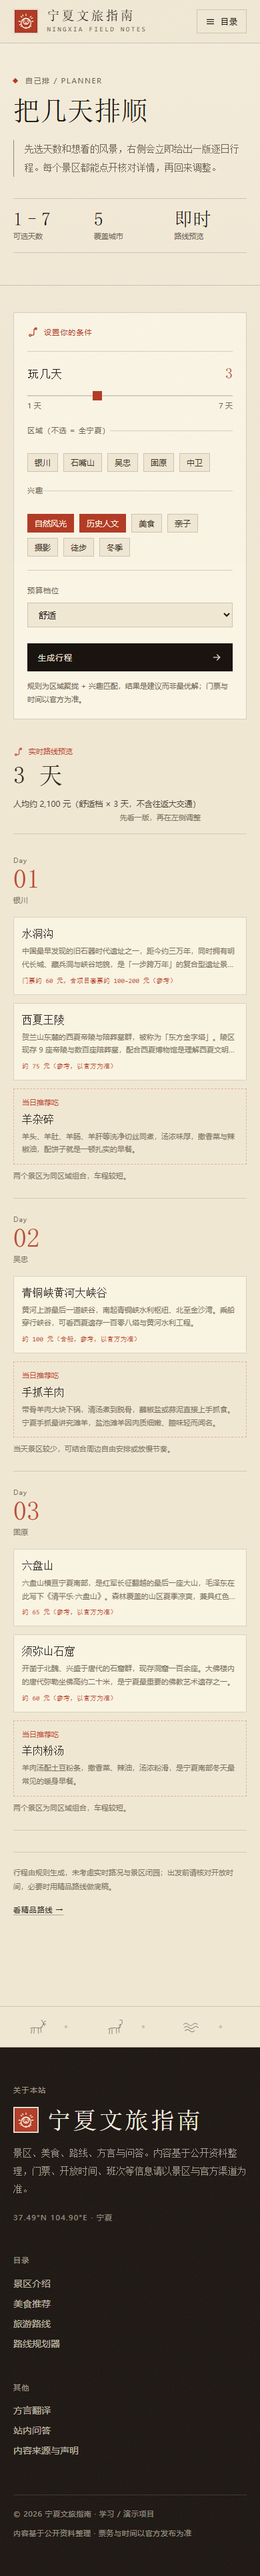 宁夏文旅指南
NINGXIA FIELD NOTES
目录
自己排 / PLANNER
把几天排顺
先选天数和想看的风景，右侧会立即给出一版逐日行
程。每个景区都能点开核对详情，再回来调整。
1–7
可选天数
5
覆盖城市
即时
路线预览
设置你的条件
玩几天
3
1 天
7 天
区域（不选 = 全宁夏）
银川
石嘴山
吴忠
固原
中卫
兴趣
自然风光
历史人文
美食
亲子
摄影
徒步
冬季
预算档位
舒适
生成行程 →
规则为区域聚拢 + 兴趣匹配，结果是建议而非最优解；门票与
时间以官方为准。
实时路线预览
3 天
人均约 2,100 元（舒适档 × 3 天，不含往返大交通）
先看一版，再在左侧调整
Day
01
银川
水洞沟
中国最早发现的旧石器时代遗址之一，距今约三万年，同时拥有明
代长城、藏兵洞与峡谷地貌，是「一步跨万年」的复合型遗址景…
门票约 60 元，含项目套票约 100-200 元（参考）
西夏王陵
贺兰山东麓的西夏帝陵与陪葬墓群，被称为「东方金字塔」。陵区
现存 9 座帝陵与数百座陪葬墓，配合西夏博物馆是理解西夏文明…
约 75 元（参考，以官方为准）
当日推荐吃
羊杂碎
羊头、羊肚、羊肠、羊肝等洗净切丝同煮，汤浓味厚，撒香菜与辣
椒油，配饼子就是一顿扎实的早餐。
两个景区为同区域组合，车程较短。
Day
02
吴忠
青铜峡黄河大峡谷
黄河上游最后一道峡谷，南起青铜峡水利枢纽、北至金沙湾。乘船
穿行峡谷，可看西夏遗存一百零八塔与黄河水利工程。
约 100 元（含船，参考，以官方为准）
当日推荐吃
手抓羊肉
带骨羊肉大块下锅，清汤煮到脱骨，蘸椒盐或蒜泥直接上手抓食。
宁夏手抓最讲究滩羊，盐池滩羊因肉质细嫩、膻味轻而闻名。
当天景区较少，可结合周边自由安排或放慢节奏。
Day
03
固原
六盘山
六盘山横亘宁夏南部，是红军长征翻越的最后一座大山，毛泽东在
此写下《清平乐·六盘山》。森林覆盖的山区夏季凉爽，兼具红色…
约 65 元（参考，以官方为准）
须弥山石窟
开凿于北魏、兴盛于唐代的石窟群，现存洞窟一百余座。大佛楼内
的唐代弥勒坐佛高约二十米，是宁夏最重要的佛教艺术遗存之一。
约 60 元（参考，以官方为准）
当日推荐吃
羊肉粉汤
羊肉汤配土豆粉条，撒香菜、辣油，汤浓粉滑，是宁夏南部冬天最
常见的暖身早餐。
两个景区为同区域组合，车程较短。
行程由规则生成，未考虑实时路况与景区闭园；出发前请核对开放时
间，必要时用精品路线做底稿。
看精品路线 →
关于本站
宁夏文旅指南
景区、美食、路线、方言与问答。内容基于公开资料整
理，门票、开放时间、班次等信息请以景区与官方渠道为
准。
37.49°N 104.90°E · 宁夏
目录
景区介绍
美食推荐
旅游路线
路线规划器
其他
方言翻译
站内问答
内容来源与声明
© 2026 宁夏文旅指南 · 学习 / 演示项目
内容基于公开资料整理 · 票务与时间以官方发布为准